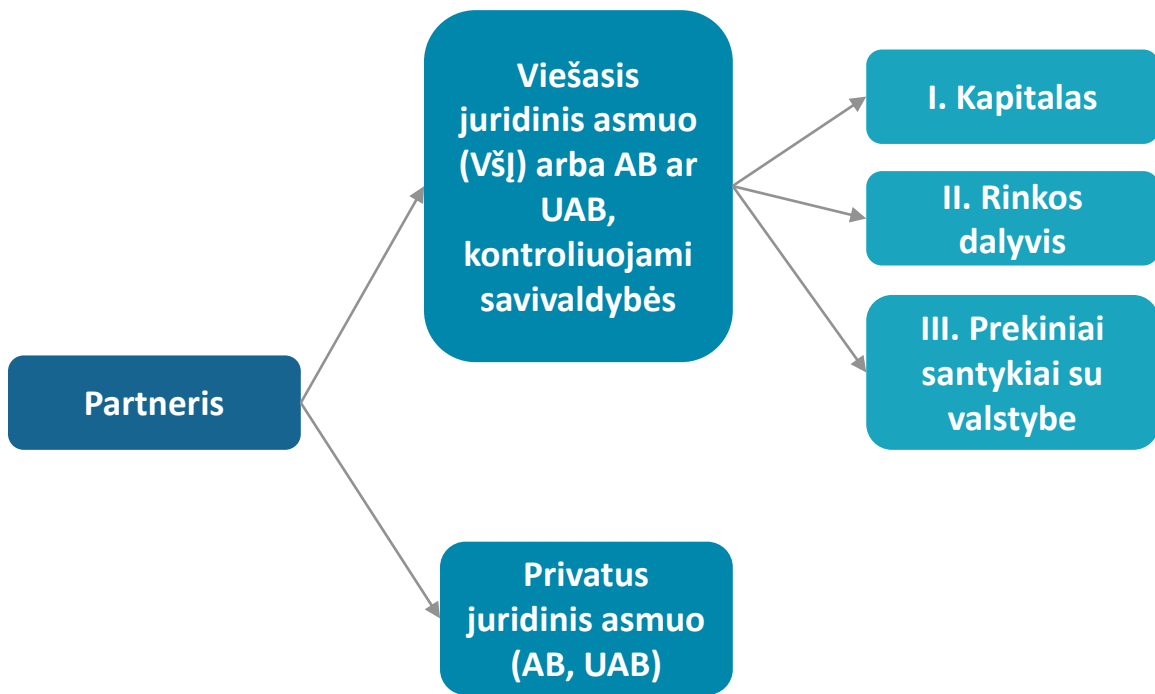 Partneris
Viešasis
juridinis asmuo
(VšĮ) arba AB ar
UAB,
kontroliuojami
savivaldybės
Privatus
juridinis asmuo
(AB, UAB)
I. Kapitalas
II. Rinkos
dalyvis
III. Prekiniai
santykiai su
valstybe